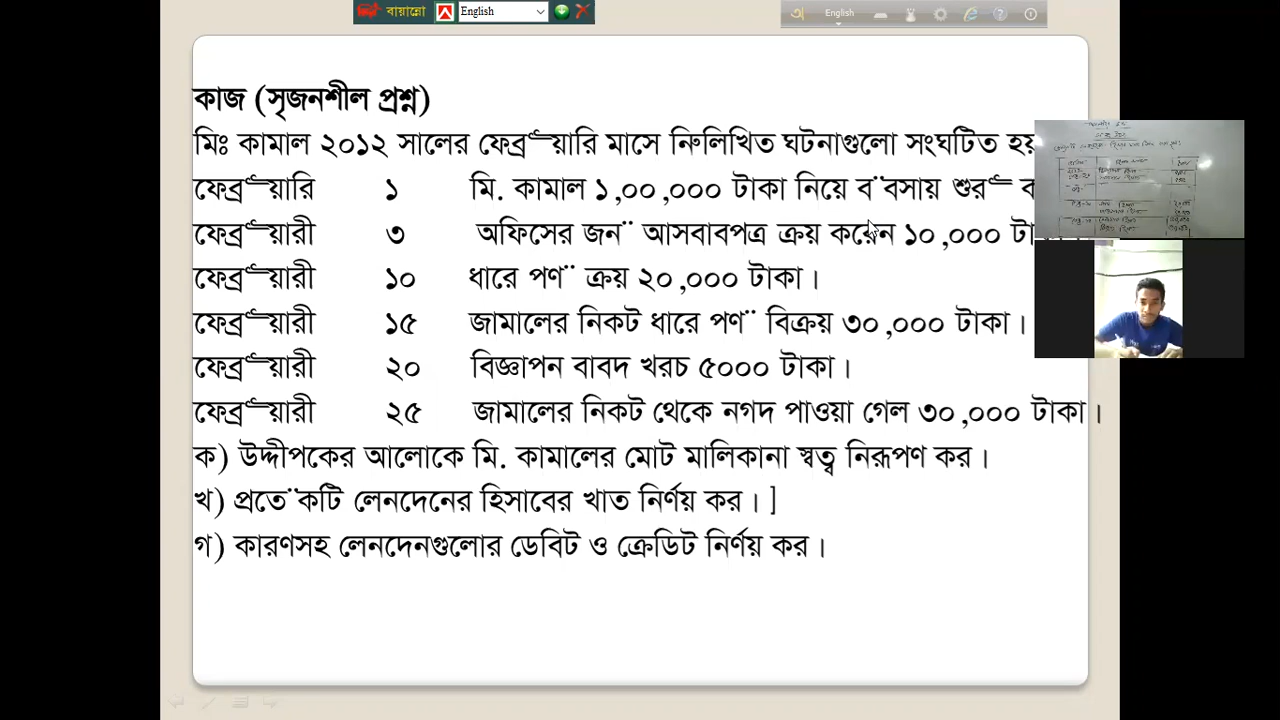 বায়ান্নো English
English
কাজ (সৃজনশীল প্রশ্ন)
মিঃ কামাল ২০১২ সালের ফেব্র“য়ারি মাসে নিুলিখিত ঘটনাগুলো সংঘটিত হয়
ফেব্র“য়ারি ১ মি. কামাল ১,০০,০০০ টাকা নিয়ে ব¨বসায় শুর“
ফেব্র“য়ারী ৩ অফিসের জন¨ আসবাবপত্র ক্রয় করেন ১০,০০০
ফেব্র“য়ারী ১০ ধারে পণ¨ ক্রয় ২০,০০০ টাকা।
ফেব্র“য়ারী ১৫ জামালের নিকট ধারে পণ¨ বিক্রয় ৩০,০০০ টাকা।
ফেব্র“য়ারী ২০ বিজ্ঞাপন বাবদ খরচ ৫০০০ টাকা।
ফেব্র“য়ারী ২৫ জামালের নিকট থেকে নগদ পাওয়া গেল ৩০,০০০ টাকা।
ক) উদ্দীপকের আলোকে মি. কামালের মোট মালিকানা স্বত্ব নিরূপণ কর।
খ) প্রতে¨কটি লেনদেনের হিসাবের খাত নির্ণয় কর। ]
গ) কারণসহ লেনদেনগুলোর ডেবিট ও ক্রেডিট নির্ণয় কর।